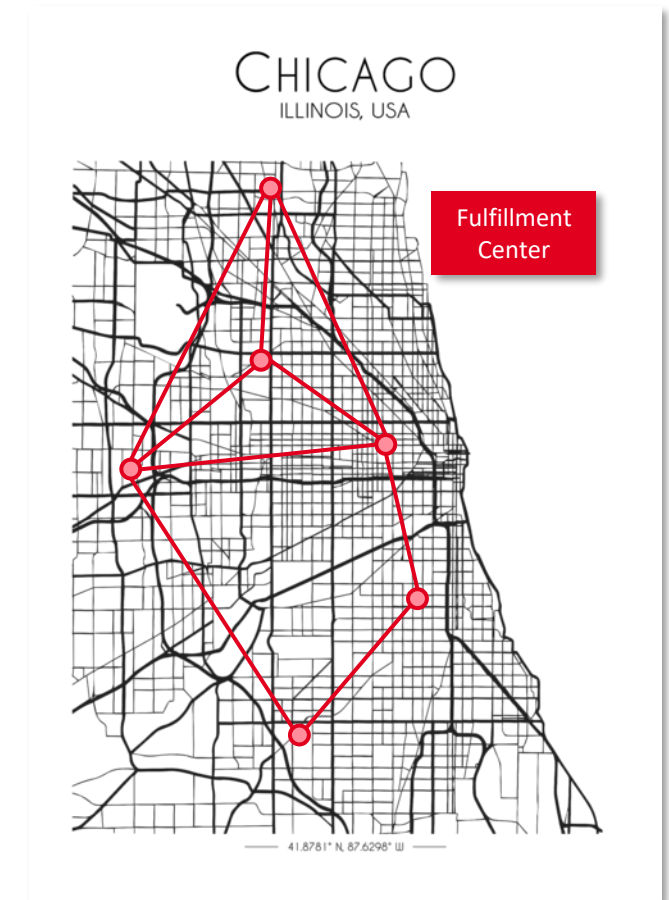 CHICAGO
ILLINOIS, USA
Fulfillment
Center
41.8781° N, 87.6298° W